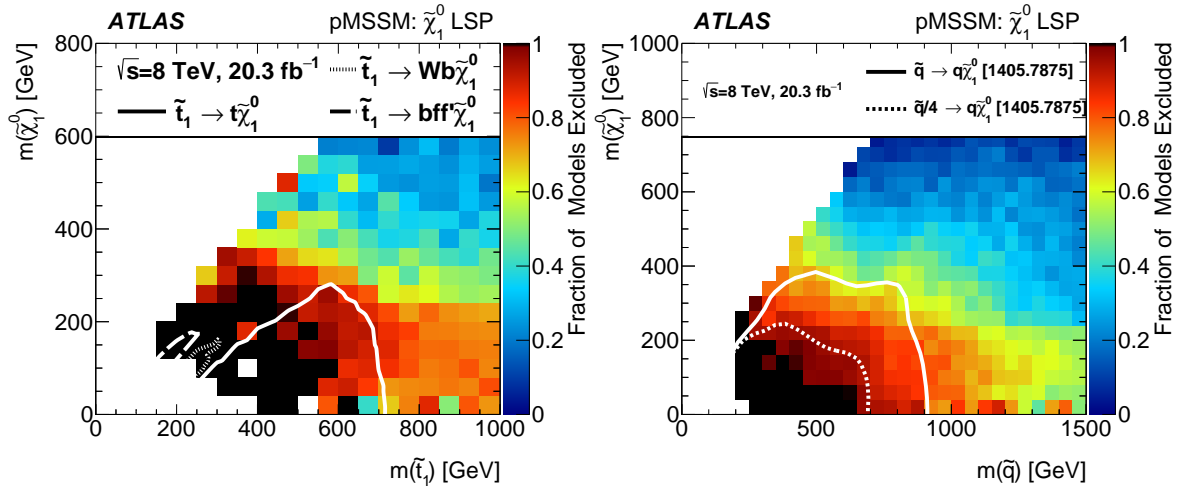 ATLAS pMSSM: χ̃₁⁰ LSP
√s=8 TeV, 20.3 fb⁻¹
t̃₁ → Wbχ̃₁⁰
t̃₁ → tχ̃₁⁰
t̃₁ → bff'χ̃₁⁰
m(χ̃₁⁰) [GeV]
800
600
400
200
0
0 200 400 600 800 1000
m(t̃₁) [GeV]
1
0.8
0.6
0.4
0.2
0
Fraction of Models Excluded
ATLAS pMSSM: χ̃₁⁰ LSP
√s=8 TeV, 20.3 fb⁻¹
q̃ → qχ̃₁⁰ [1405.7875]
q̃/4 → qχ̃₁⁰ [1405.7875]
m(χ̃₁⁰) [GeV]
1000
800
600
400
200
0
0 500 1000 1500
m(q̃) [GeV]
1
0.8
0.6
0.4
0.2
0
Fraction of Models Excluded